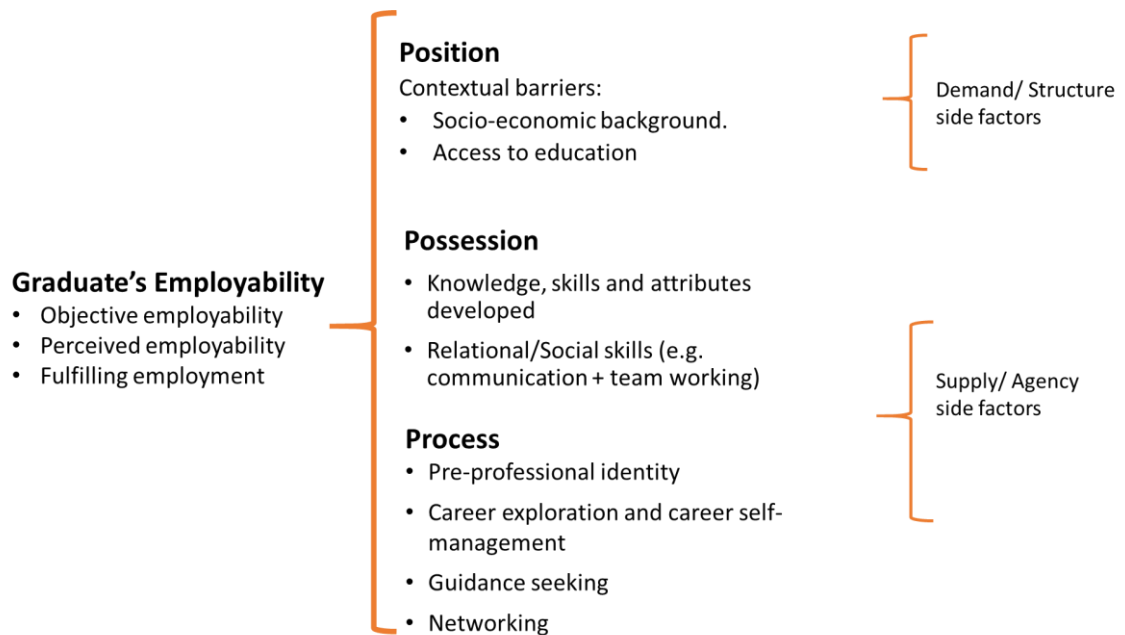 Graduate's Employability
• Objective employability
• Perceived employability
• Fulfilling employment
Position
Contextual barriers:
• Socio-economic background.
• Access to education
Possession
• Knowledge, skills and attributes
developed
• Relational/Social skills (e.g.
communication + team working)
Process
• Pre-professional identity
• Career exploration and career self-
management
• Guidance seeking
• Networking
Demand/ Structure
side factors
Supply/ Agency
side factors